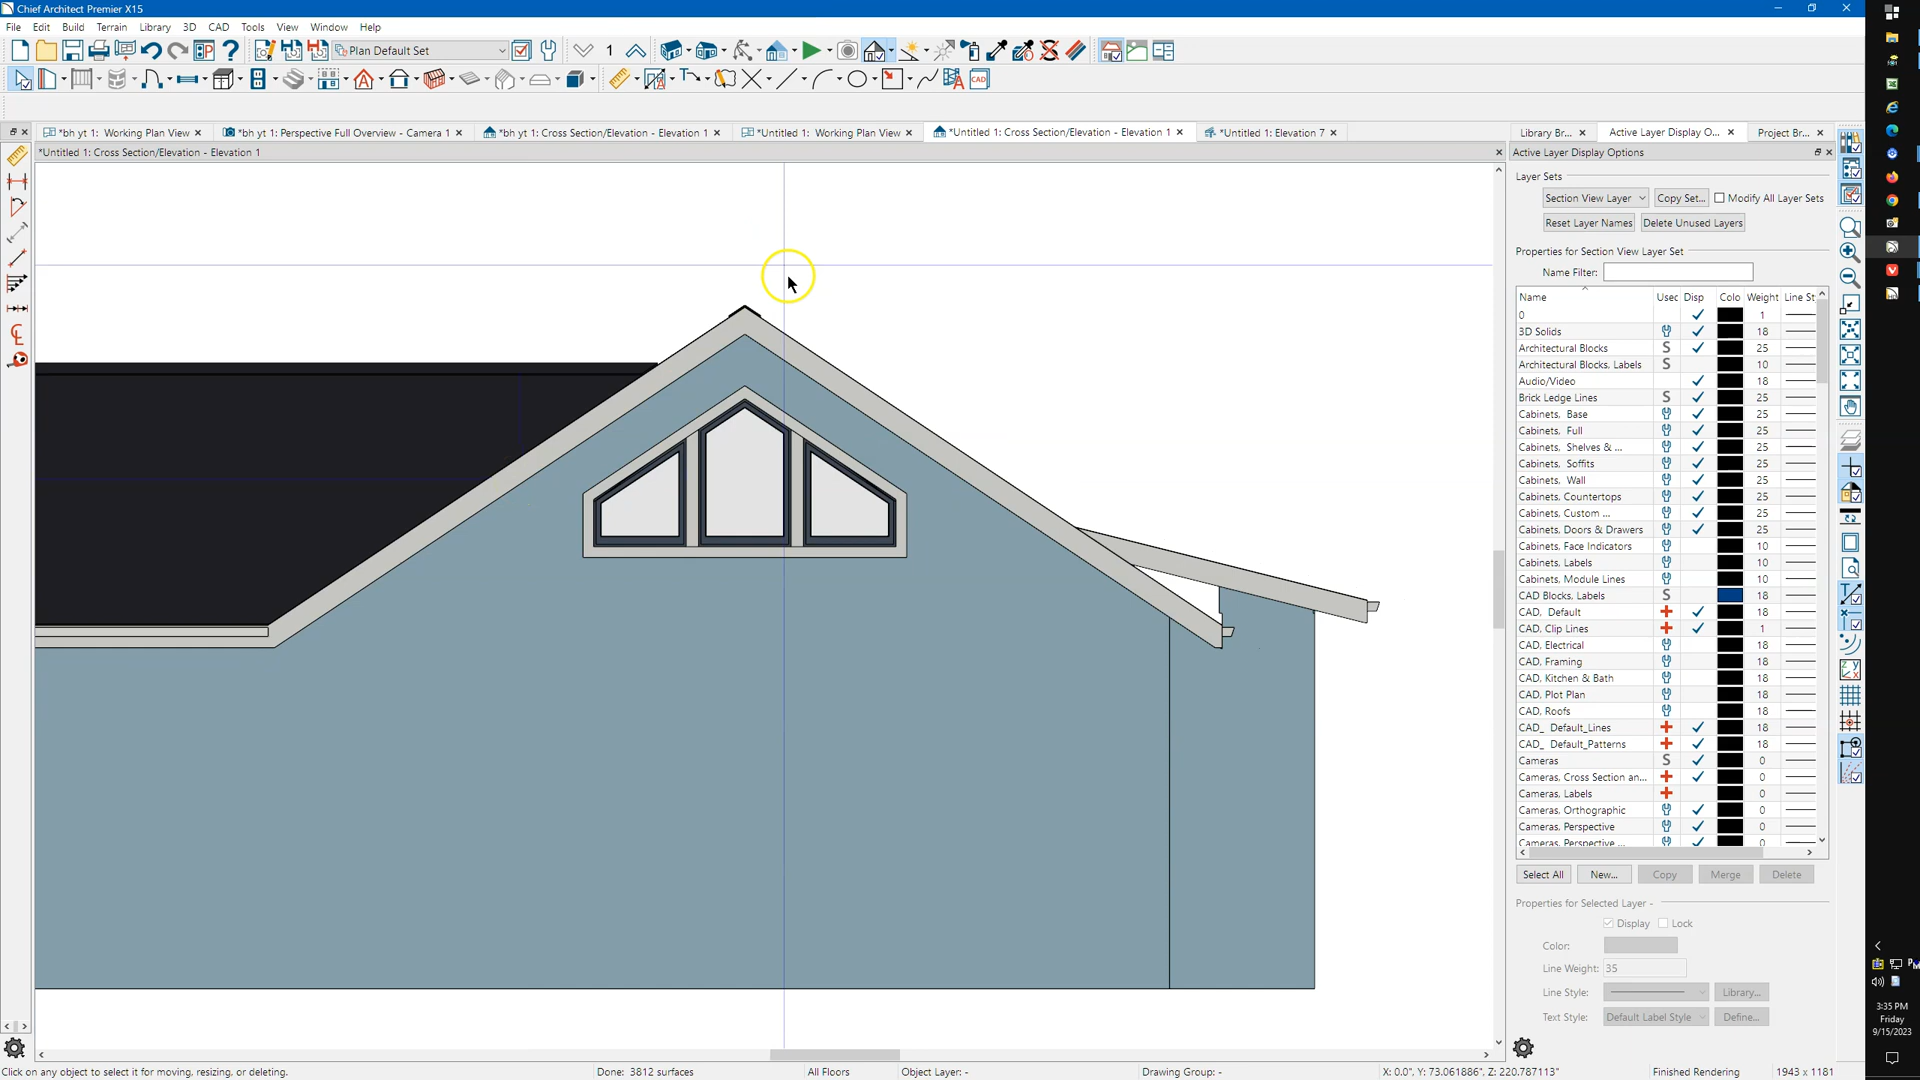 Chief Architect Premier X15
File Edit Build Terrain Library 3D CAD Tools View Window Help
Plan Default Set
1
*bh yt 1: Working Plan View
*bh yt 1: Perspective Full Overview - Camera 1
*bh yt 1: Cross Section/Elevation - Elevation 1
*Untitled 1: Working Plan View
*Untitled 1: Cross Section/Elevation - Elevation 1
*Untitled 1: Elevation 7
Library Br...
Active Layer Display O...
Project Br...
*Untitled 1: Cross Section/Elevation - Elevation 1
Active Layer Display Options
Layer Sets
Section View Layer
Copy Set...
Modify All Layer Sets
Reset Layer Names
Delete Unused Layers
Properties for Section View Layer Set
Name Filter:
Name Usec Disp Colo Weight Line St
0 1
3D Solids 18
Architectural Blocks S 25
Architectural Blocks, Labels S 10
Audio/Video 18
Brick Ledge Lines S 25
Cabinets, Base 25
Cabinets, Full 25
Cabinets, Shelves & ... 25
Cabinets, Soffits 25
Cabinets, Wall 25
Cabinets, Countertops 25
Cabinets, Custom ... 25
Cabinets, Doors & Drawers 25
Cabinets, Face Indicators 10
Cabinets, Labels 10
Cabinets, Module Lines 10
CAD Blocks, Labels S 18
CAD, Default 18
CAD, Clip Lines 1
CAD, Electrical 18
CAD, Framing 18
CAD, Kitchen & Bath 18
CAD, Plot Plan 18
CAD, Roofs 18
CAD_ Default_Lines 18
CAD_ Default_Patterns 18
Cameras S 0
Cameras, Cross Section an... 0
Cameras, Labels 0
Cameras, Orthographic 0
Cameras, Perspective 0
Cameras, Perspective ... 0
Select All
New...
Copy
Merge
Delete
Properties for Selected Layer -
Display
Lock
Color:
Line Weight: 35
Line Style:
Library...
Text Style: Default Label Style
Define...
CAD
3:35 PM
Friday
9/15/2023
Click on any object to select it for moving, resizing, or deleting.
Done: 3812 surfaces
All Floors
Object Layer: -
Drawing Group: -
X: 0.0", Y: 73.061886", Z: 220.787113"
Finished Rendering
1943 x 1181